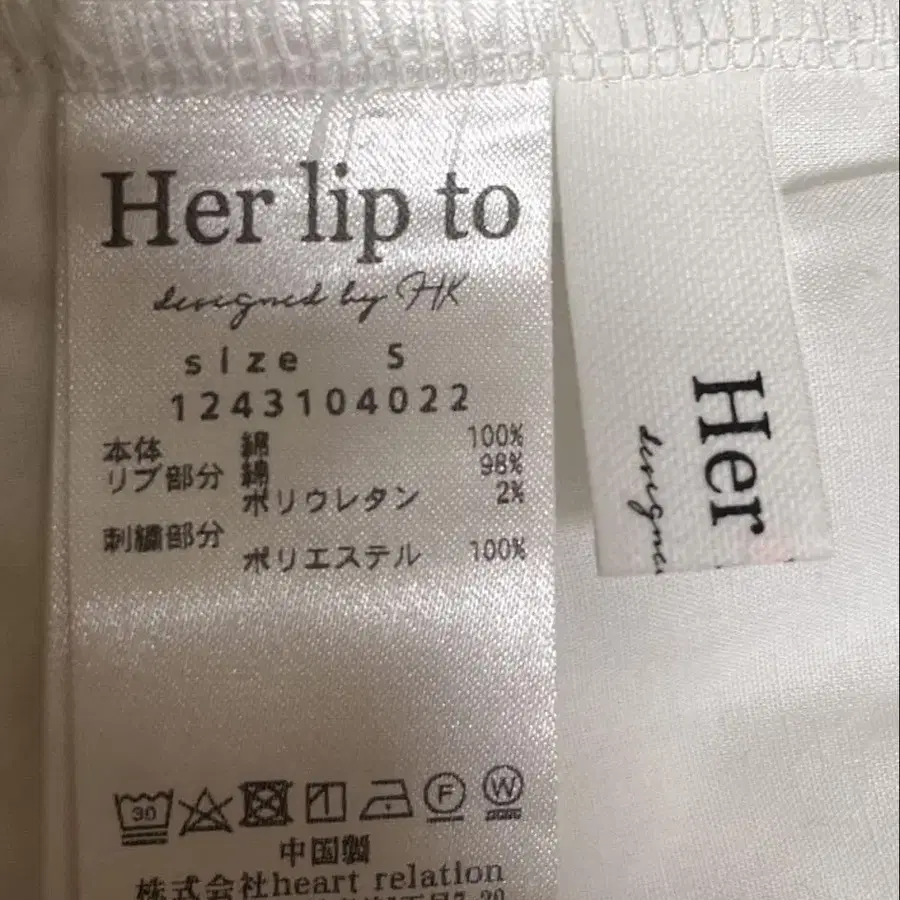 Her lip to
designed by HK
size S
1243104022
本体 綿 100%
リブ部分 綿 98%
ポリウレタン 2%
刺繍部分
ポリエステル 100%
30
F
W
中国製
株式会社heart relation
Her
designed